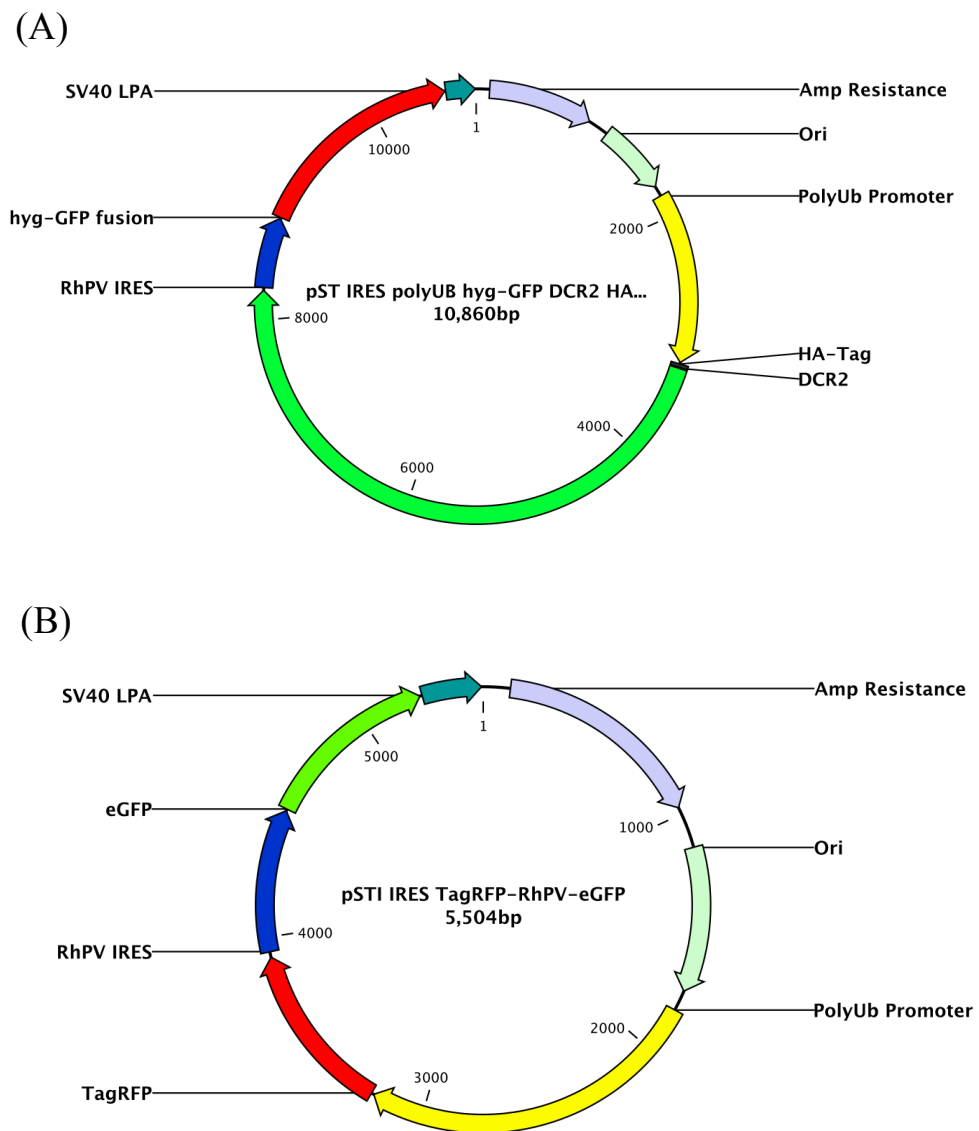 (A)
SV40 LPA
Amp Resistance
1
10000
Ori
PolyUb Promoter
hyg-GFP fusion
2000
RhPV IRES
pST IRES polyUB hyg-GFP DCR2 HA...
10,860bp
8000
HA-Tag
DCR2
4000
6000
(B)
SV40 LPA
Amp Resistance
1
5000
eGFP
1000
Ori
pSTI IRES TagRFP-RhPV-eGFP
5,504bp
4000
RhPV IRES
PolyUb Promoter
2000
3000
TagRFP